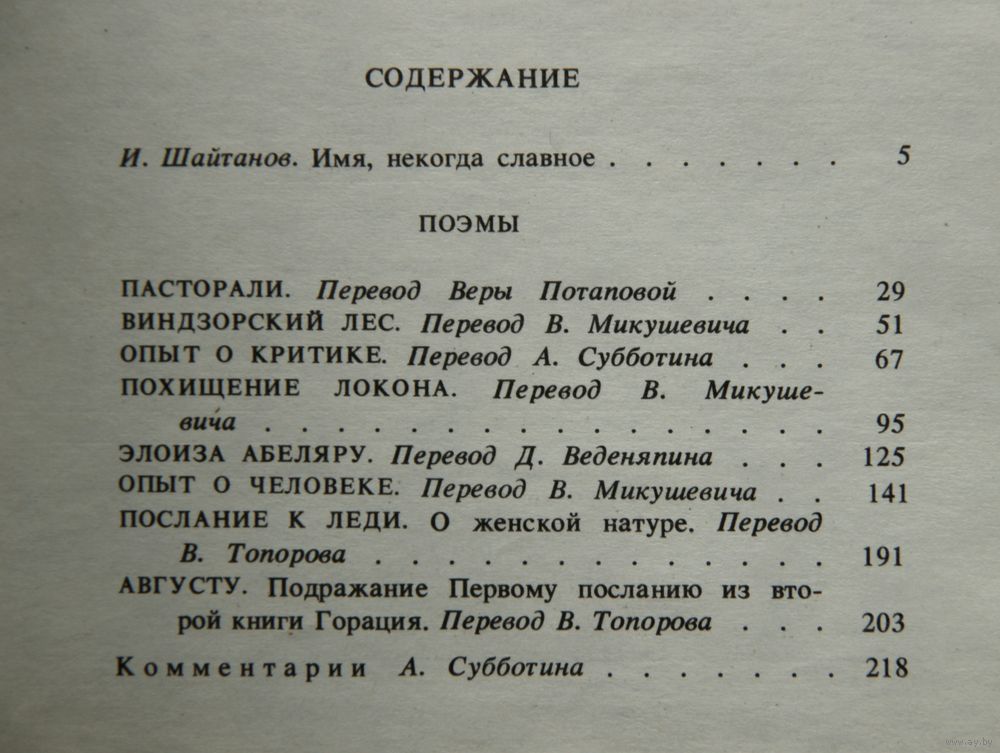 СОДЕРЖАНИЕ
И. Шайтанов. Имя, некогда славное . . . . . . . 5
ПОЭМЫ
ПАСТОРАЛИ. Перевод Веры Потаповой . . . . 29
ВИНДЗОРСКИЙ ЛЕС. Перевод В. Микушевича . . 51
ОПЫТ О КРИТИКЕ. Перевод А. Субботина . . . 67
ПОХИЩЕНИЕ ЛОКОНА. Перевод В. Микуше-
вича . . . . . . . . . . . . . . . . . 95
ЭЛОИЗА АБЕЛЯРУ. Перевод Д. Веденяпина . . . 125
ОПЫТ О ЧЕЛОВЕКЕ. Перевод В. Микушевича . . 141
ПОСЛАНИЕ К ЛЕДИ. О женской натуре. Перевод
В. Топорова . . . . . . . . . . . . . 191
АВГУСТУ. Подражание Первому посланию из вто-
рой книги Горация. Перевод В. Топорова . . . 203
Комментарии А. Субботина . . . . . . . 218
www.ay.by